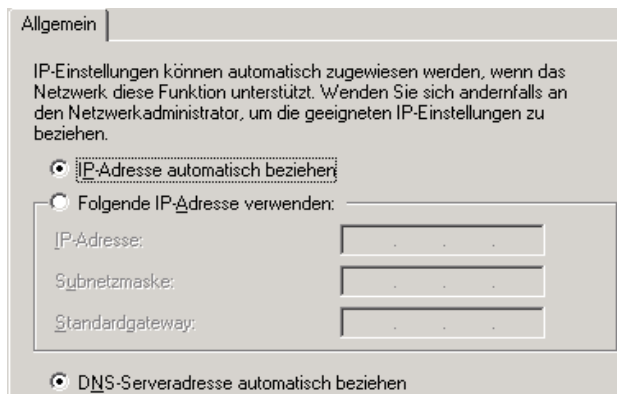 Allgemein
IP-Einstellungen können automatisch zugewiesen werden, wenn das
Netzwerk diese Funktion unterstützt. Wenden Sie sich andernfalls an
den Netzwerkadministrator, um die geeigneten IP-Einstellungen zu
beziehen.
IP-Adresse automatisch beziehen
Folgende IP-Adresse verwenden:
IP-Adresse:
Subnetzmaske:
Standardgateway:
DNS-Serveradresse automatisch beziehen